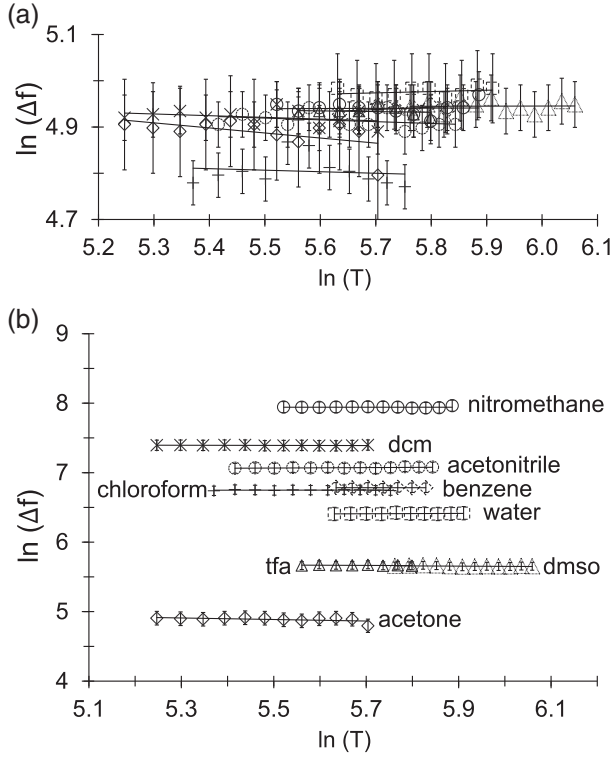 (a)
5.1
4.9
4.7
ln (Δf)
5.2 5.3 5.4 5.5 5.6 5.7 5.8 5.9 6.0 6.1
ln (T)
(b)
9
8
7
6
5
4
ln (Δf)
nitromethane
dcm
acetonitrile
chloroform
benzene
water
tfa
dmso
acetone
5.1 5.3 5.5 5.7 5.9 6.1
ln (T)